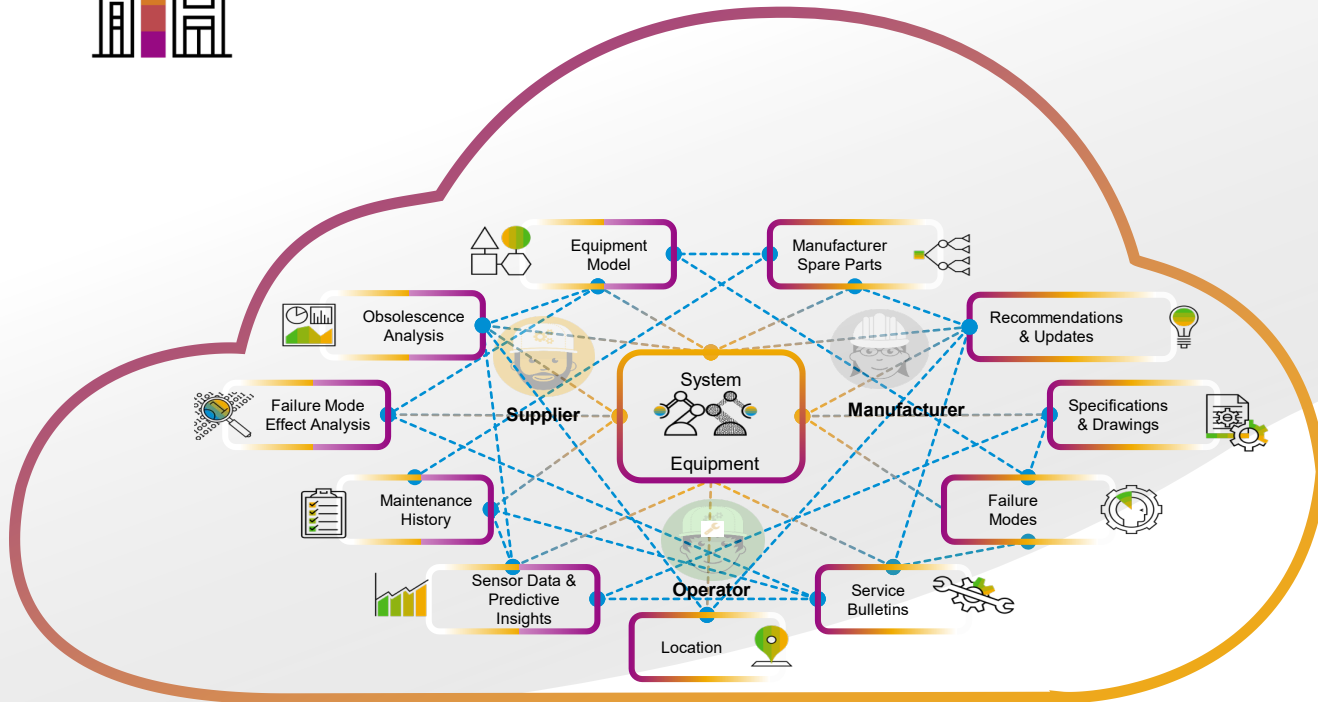 Equipment
Model
Manufacturer
Spare Parts
Obsolescence
Analysis
Recommendations
& Updates
System
Equipment
Supplier
Manufacturer
Failure Mode
Effect Analysis
Specifications
& Drawings
Maintenance
History
Failure
Modes
Sensor Data &
Predictive
Insights
Operator
Service
Bulletins
Location